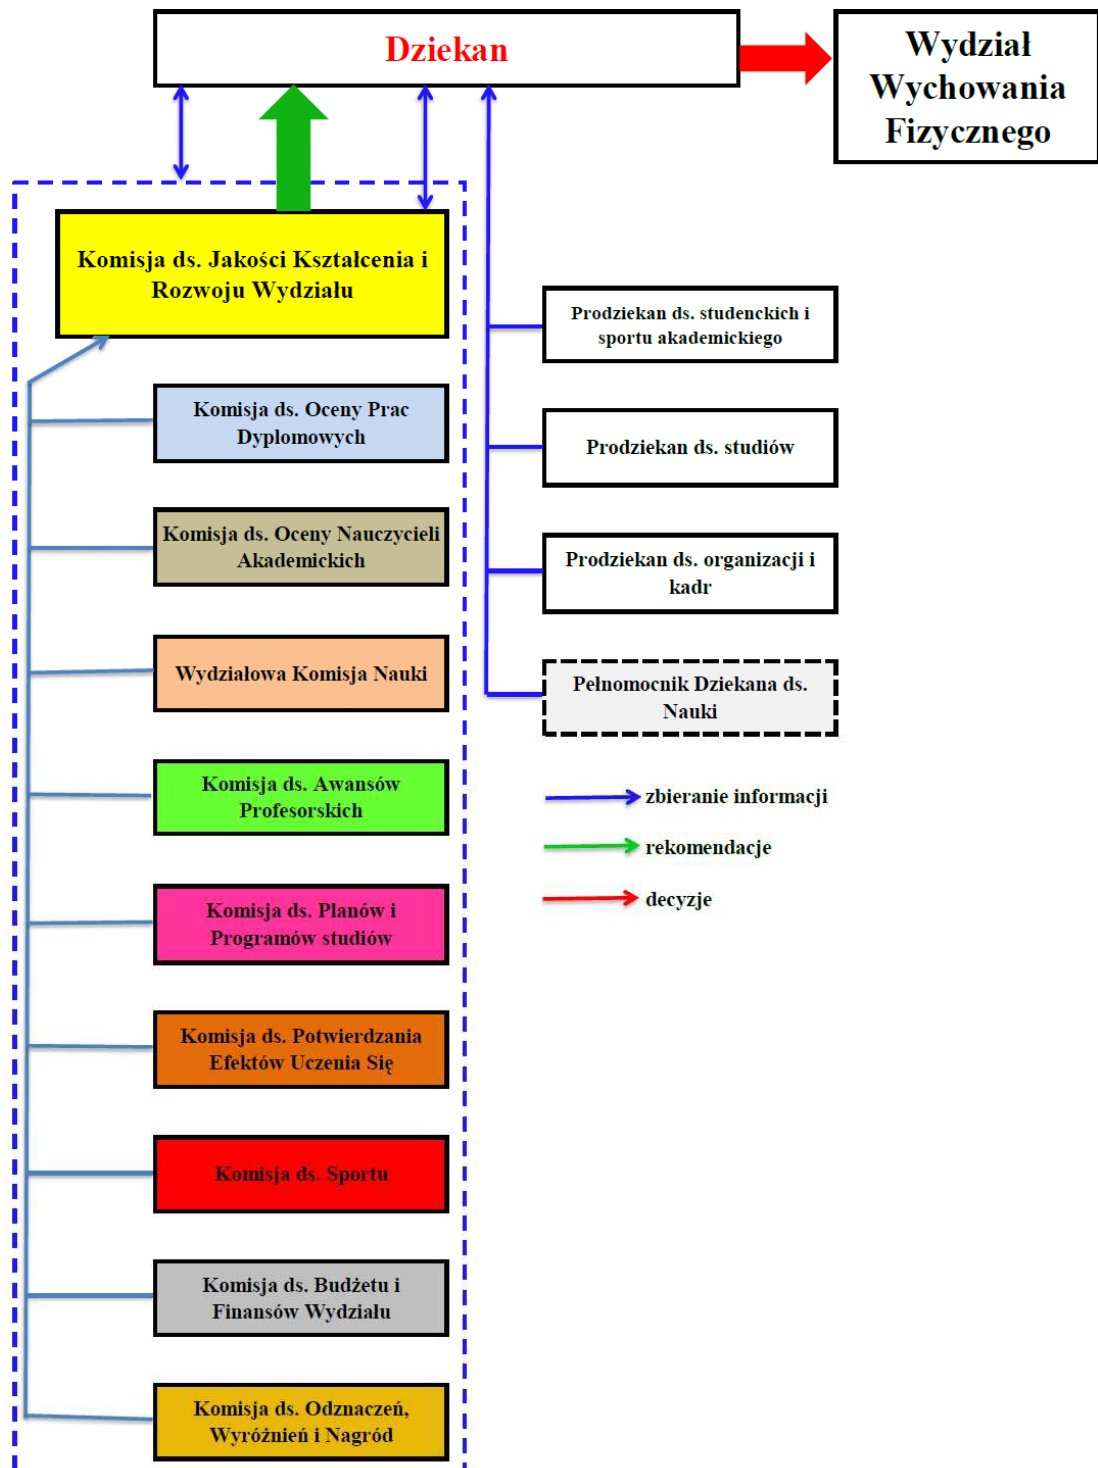 Dziekan
Wydział
Wychowania
Fizycznego
Komisja ds. Jakości Kształcenia i
Rozwoju Wydziału
Komisja ds. Oceny Prac
Dyplomowych
Komisja ds. Oceny Nauczycieli
Akademickich
Wydziałowa Komisja Nauki
Komisja ds. Awansów
Profesorskich
Komisja ds. Planów i
Programów studiów
Komisja ds. Potwierdzania
Efektów Uczenia Się
Komisja ds. Sportu
Komisja ds. Budżetu i
Finansów Wydziału
Komisja ds. Odznaczeń,
Wyróżnień i Nagród
Prodziekan ds. studenckich i
sportu akademickiego
Prodziekan ds. studiów
Prodziekan ds. organizacji i
kadr
Pełnomocnik Dziekana ds.
Nauki
zbieranie informacji
rekomendacje
decyzje